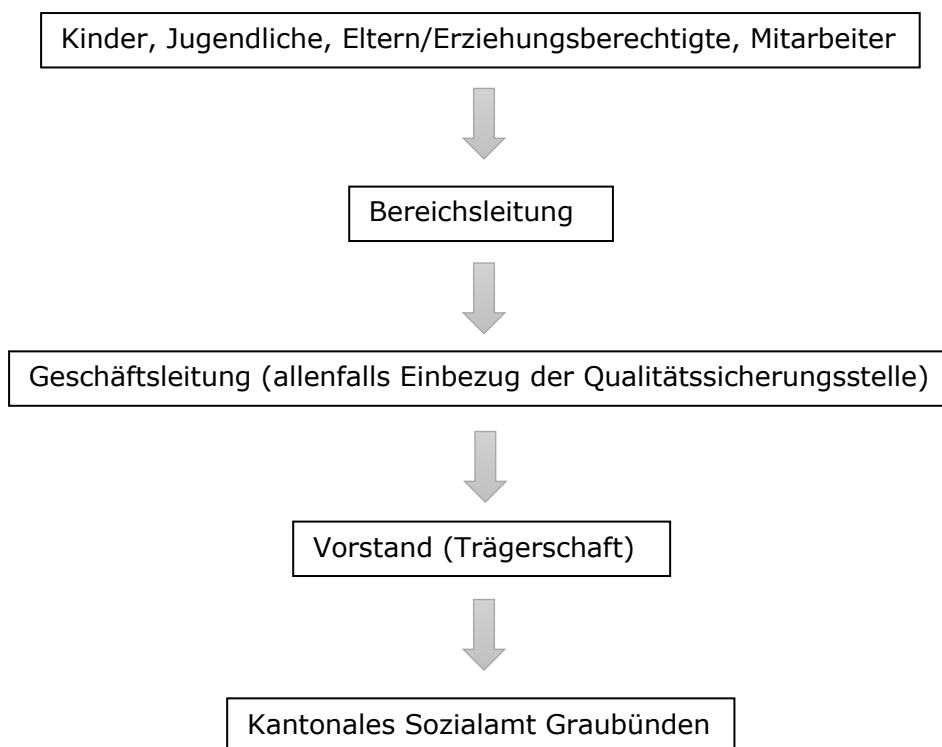 Kinder, Jugendliche, Eltern/Erziehungsberechtigte, Mitarbeiter
Bereichsleitung
Geschäftsleitung (allenfalls Einbezug der Qualitätssicherungsstelle)
Vorstand (Trägerschaft)
Kantonales Sozialamt Graubünden